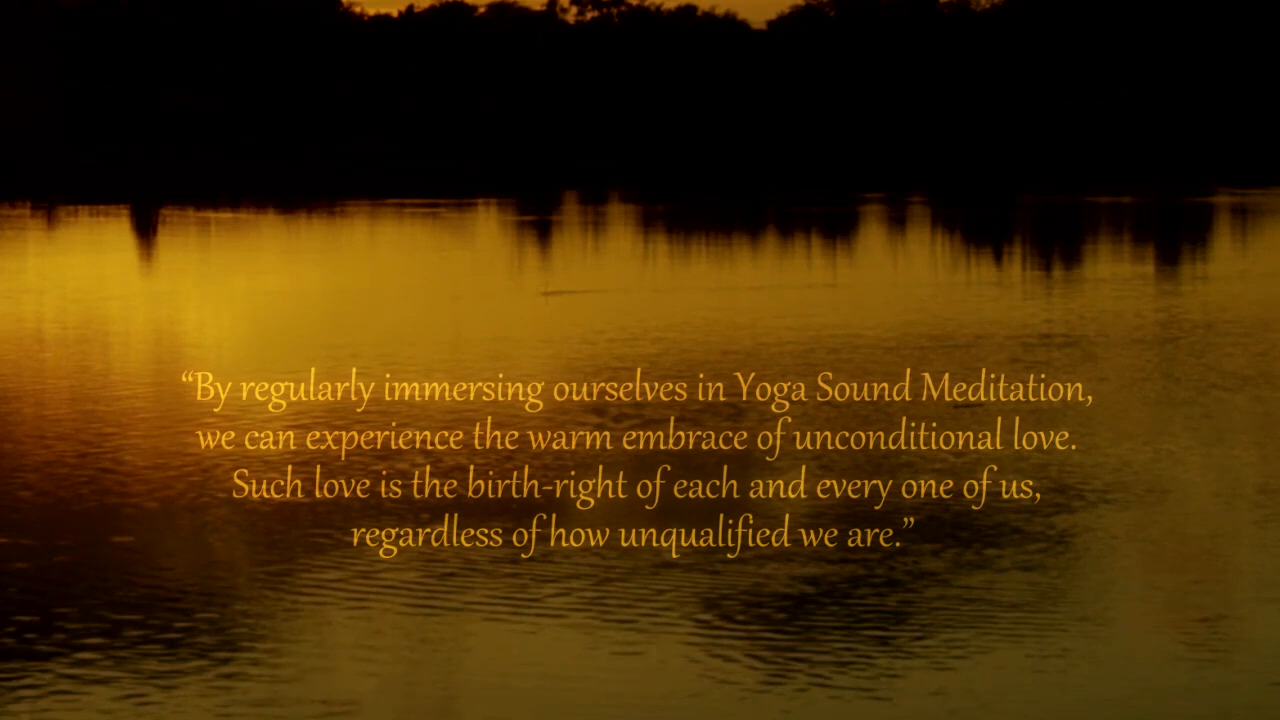 “By regularly immersing ourselves in Yoga Sound Meditation,
we can experience the warm embrace of unconditional love.
Such love is the birth-right of each and every one of us,
regardless of how unqualified we are.”